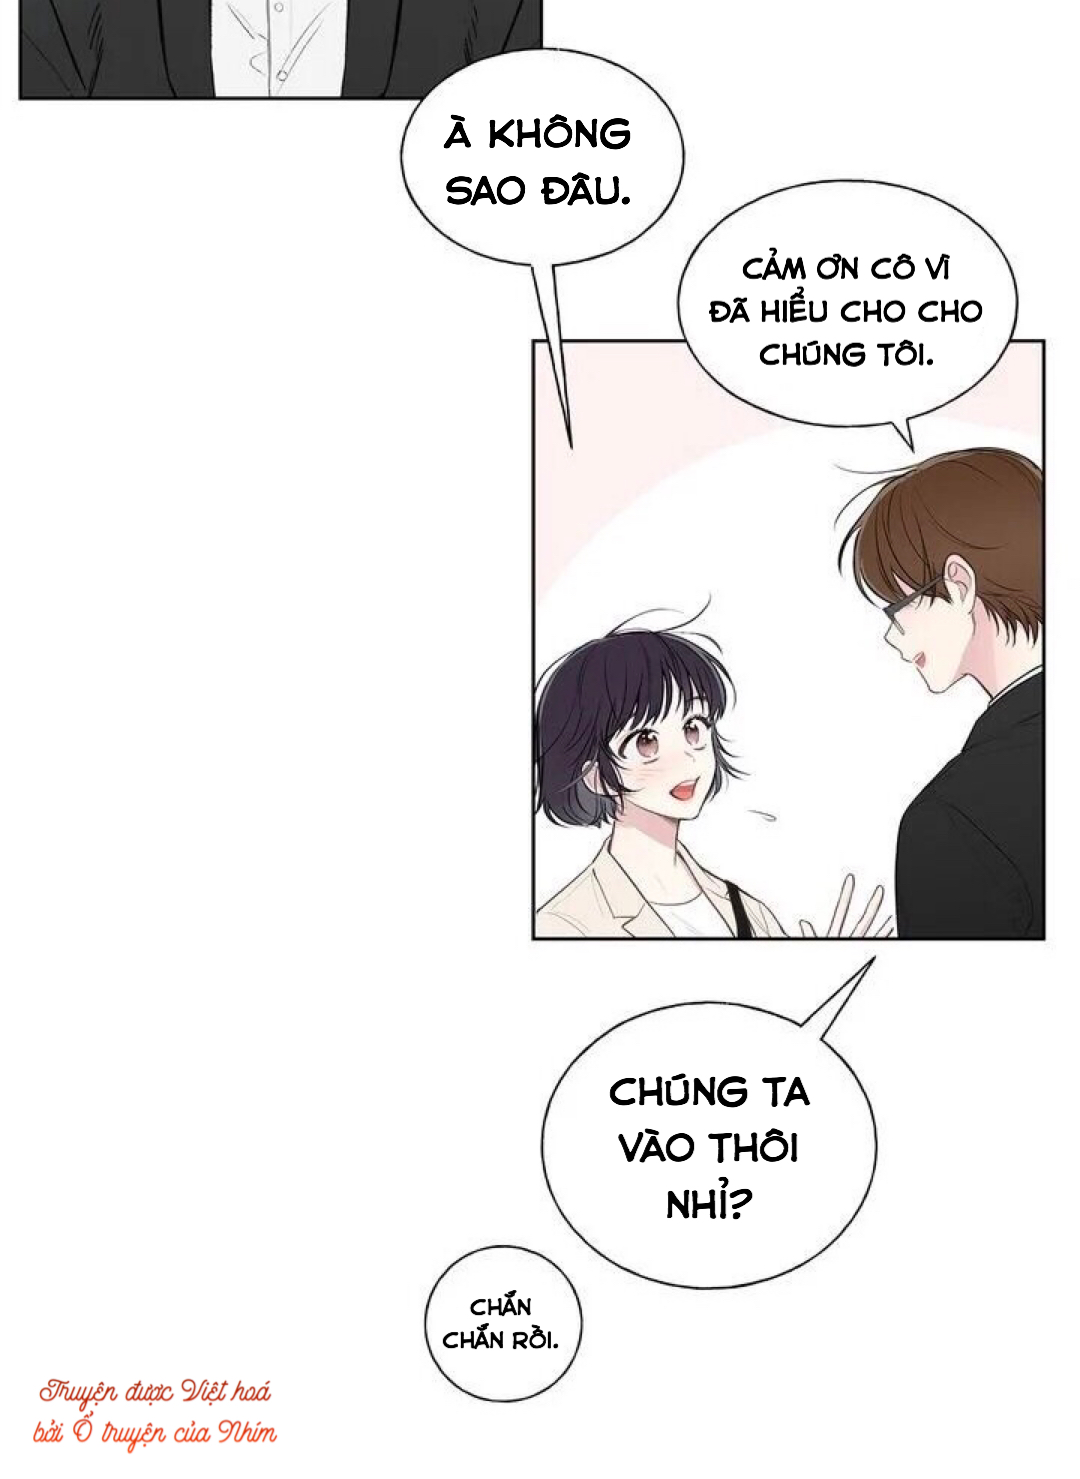 À KHÔNG
SAO ĐÂU.
CẢM ƠN CÔ VÌ
ĐÃ HIỂU CHO CHO
CHÚNG TÔI.
CHÚNG TA
VÀO THÔI
NHỈ?
CHẮN
CHẮN RỒI.
Truyện được Việt hoá
bởi Ổ truyện của Nhím